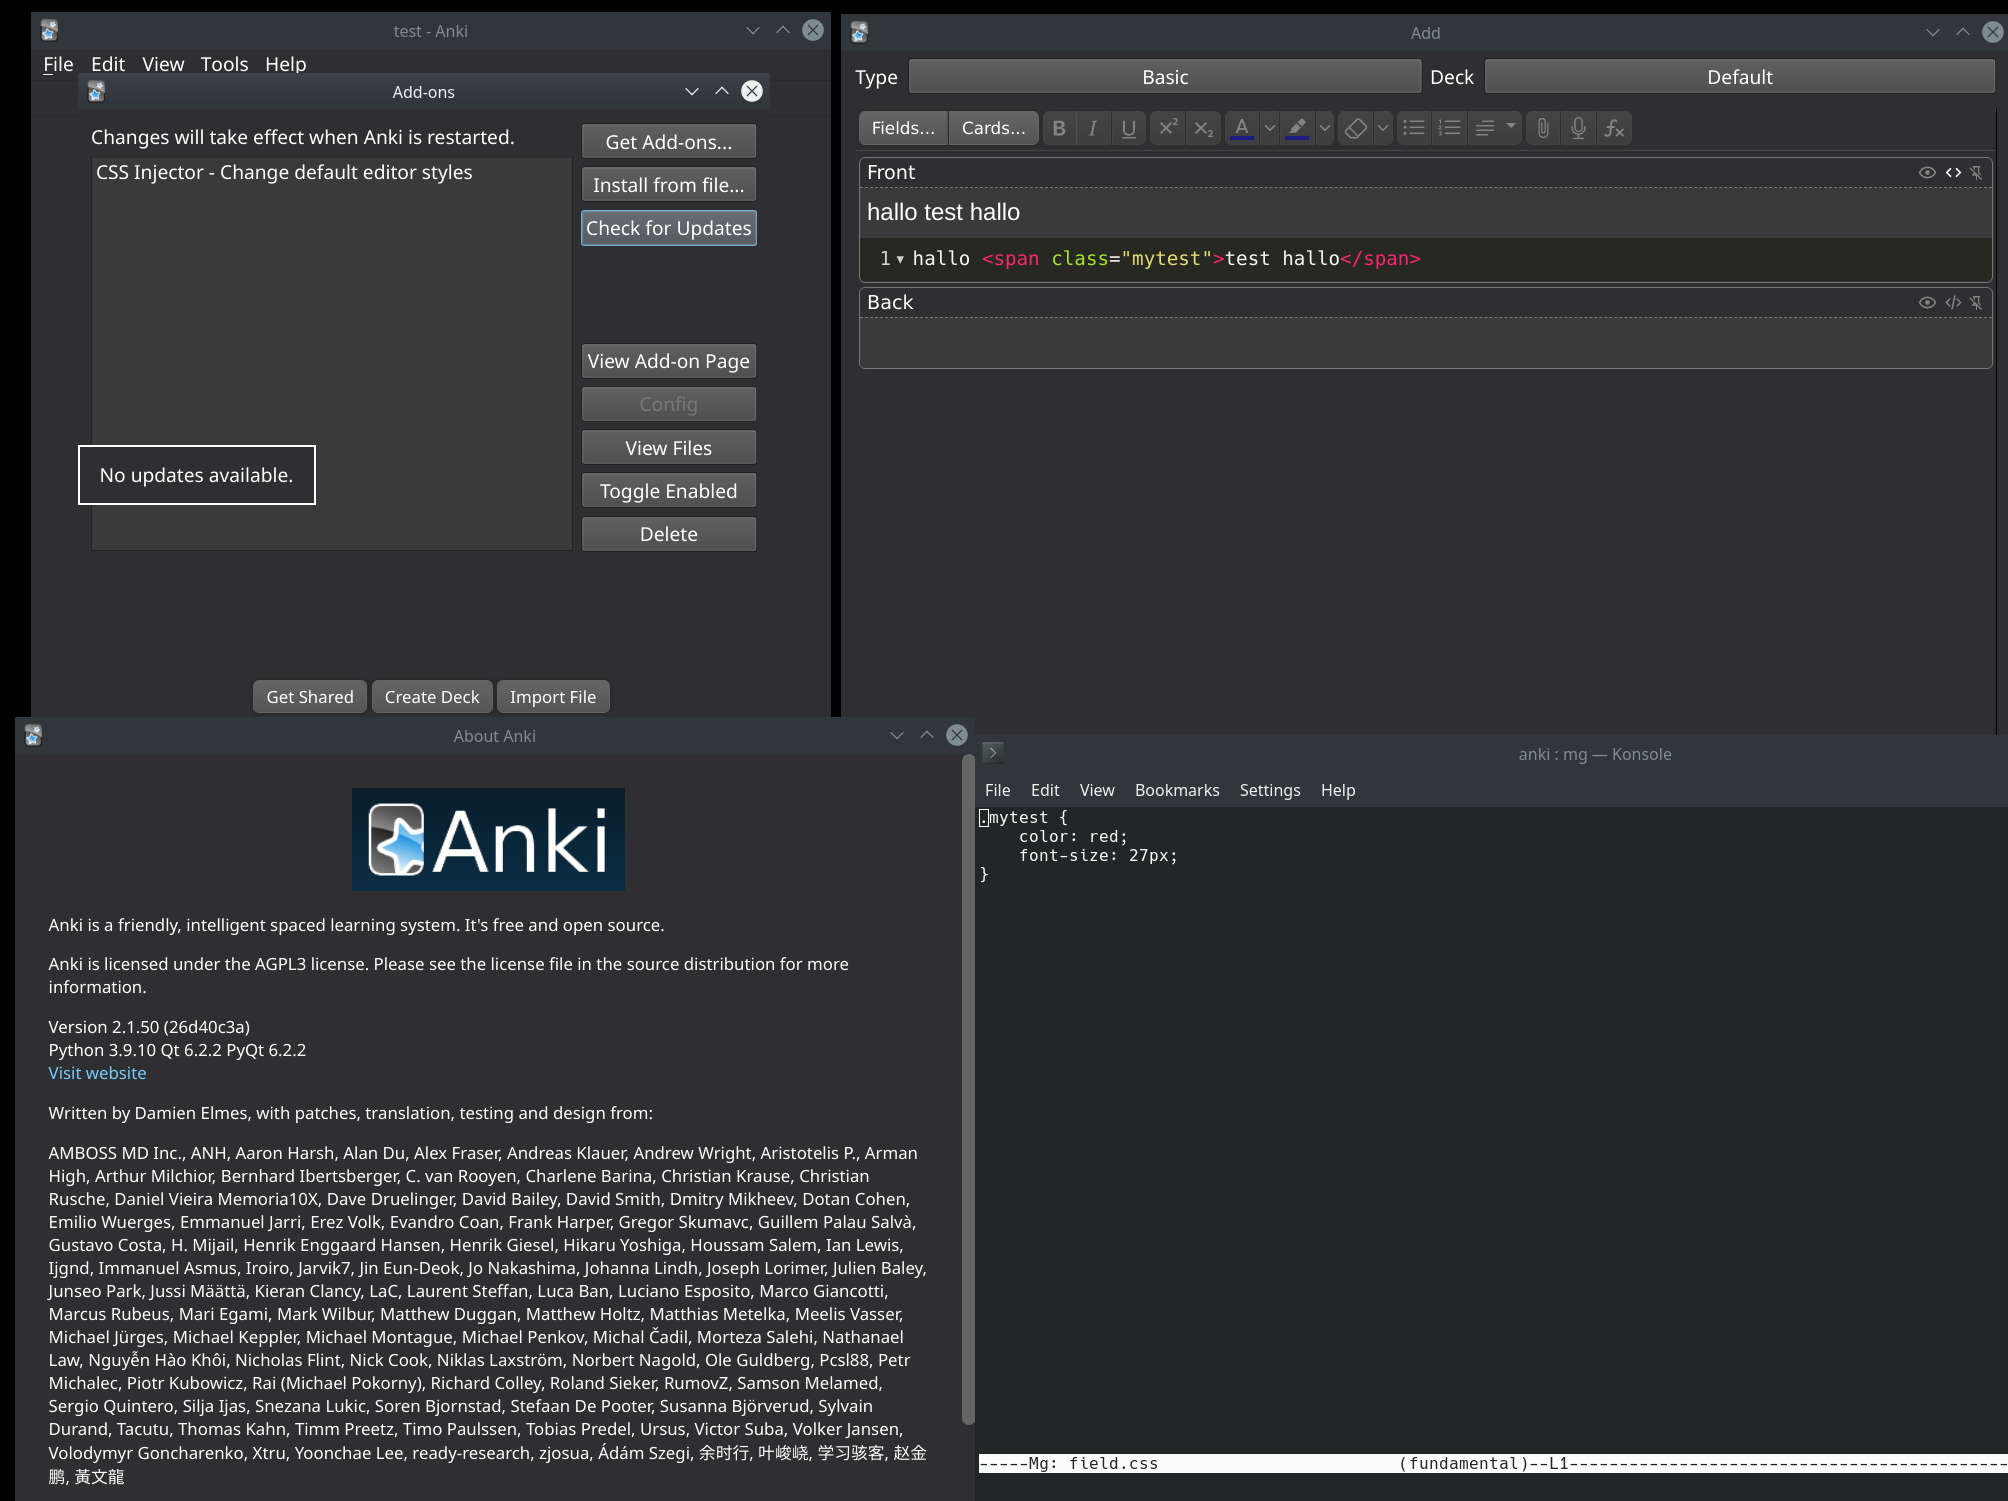 test - Anki
File Edit View Tools Help
Add-ons
Changes will take effect when Anki is restarted.
CSS Injector - Change default editor styles
Get Add-ons...
Install from file...
Check for Updates
View Add-on Page
Config
View Files
Toggle Enabled
Delete
No updates available.
Get Shared Create Deck Import File
Add
Type Basic Deck Default
Fields... Cards... B I U X² X₂ A fx
Front
hallo test hallo
1 hallo <span class="mytest">test hallo</span>
Back
About Anki
Anki
Anki is a friendly, intelligent spaced learning system. It's free and open source.
Anki is licensed under the AGPL3 license. Please see the license file in the source distribution for more
information.
Version 2.1.50 (26d40c3a)
Python 3.9.10 Qt 6.2.2 PyQt 6.2.2
Visit website
Written by Damien Elmes, with patches, translation, testing and design from:
AMBOSS MD Inc., ANH, Aaron Harsh, Alan Du, Alex Fraser, Andreas Klauer, Andrew Wright, Aristotelis P., Arman
High, Arthur Milchior, Bernhard Ibertsberger, C. van Rooyen, Charlene Barina, Christian Krause, Christian
Rusche, Daniel Vieira Memoria10X, Dave Druelinger, David Bailey, David Smith, Dmitry Mikheev, Dotan Cohen,
Emilio Wuerges, Emmanuel Jarri, Erez Volk, Evandro Coan, Frank Harper, Gregor Skumavc, Guillem Palau Salvà,
Gustavo Costa, H. Mijail, Henrik Enggaard Hansen, Henrik Giesel, Hikaru Yoshiga, Houssam Salem, Ian Lewis,
Ijgnd, Immanuel Asmus, Iroiro, Jarvik7, Jin Eun-Deok, Jo Nakashima, Johanna Lindh, Joseph Lorimer, Julien Baley,
Junseo Park, Jussi Määttä, Kieran Clancy, LaC, Laurent Steffan, Luca Ban, Luciano Esposito, Marco Giancotti,
Marcus Rubeus, Mari Egami, Mark Wilbur, Matthew Duggan, Matthew Holtz, Matthias Metelka, Meelis Vasser,
Michael Jürges, Michael Keppler, Michael Montague, Michael Penkov, Michal Čadil, Morteza Salehi, Nathanael
Law, Nguyễn Hào Khôi, Nicholas Flint, Nick Cook, Niklas Laxström, Norbert Nagold, Ole Guldberg, Pcsl88, Petr
Michalec, Piotr Kubowicz, Rai (Michael Pokorny), Richard Colley, Roland Sieker, RumovZ, Samson Melamed,
Sergio Quintero, Silja Ijas, Snezana Lukic, Soren Bjornstad, Stefaan De Pooter, Susanna Björverud, Sylvain
Durand, Tacutu, Thomas Kahn, Timm Preetz, Timo Paulssen, Tobias Predel, Ursus, Victor Suba, Volker Jansen,
Volodymyr Goncharenko, Xtru, Yoonchae Lee, ready-research, zjosua, Ádám Szegi, 余时行, 叶峻峣, 学习骇客, 赵金
鹏, 黃文龍
anki : mg — Konsole
File Edit View Bookmarks Settings Help
.mytest {
    color: red;
    font-size: 27px;
}
-----Mg: field.css (fundamental)--L1--------------------------------------------